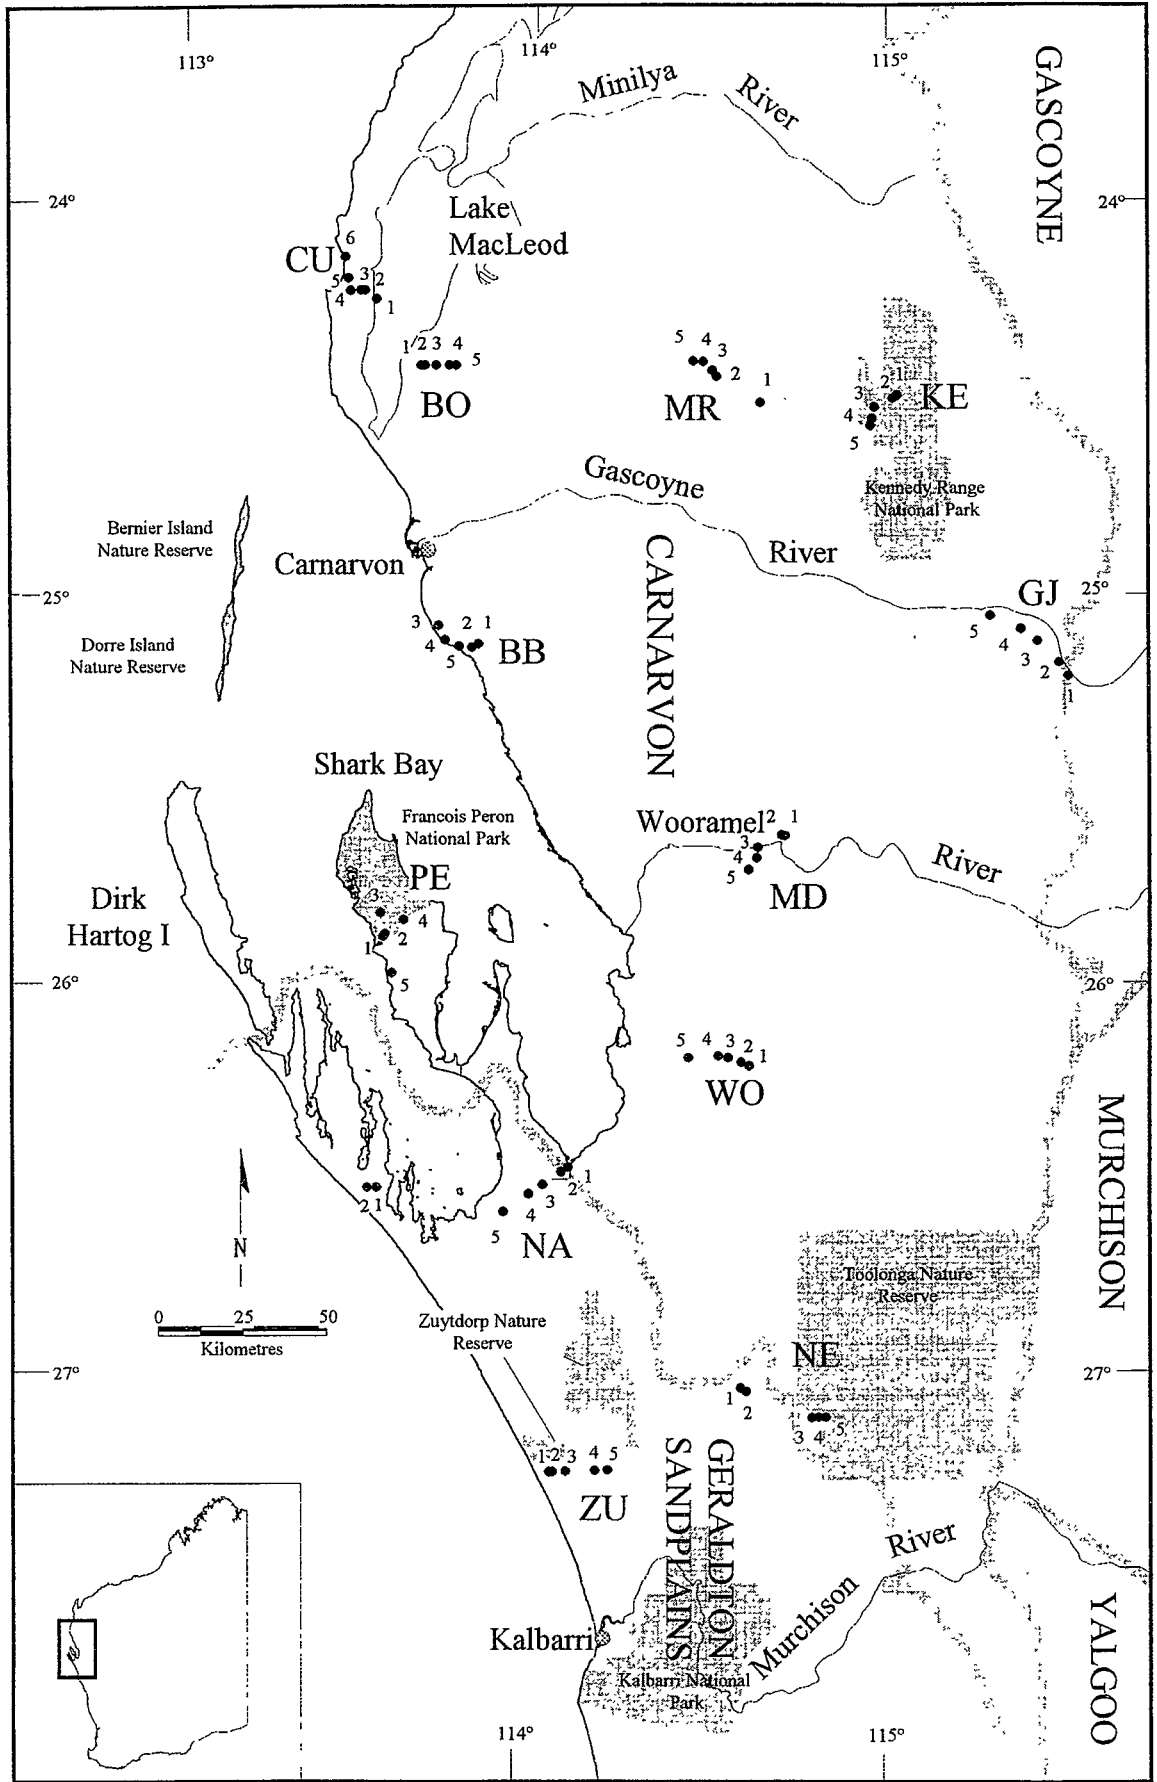 113°
114°
115°
GASCOYNE
Minilya
River
24°
24°
Lake
MacLeod
CU
6
5
3
2
4
1
1
2
3
4
5
BO
5
4
3
2
1
MR
1
2
3
4
5
KE
Kennedy Range
National Park
Gascoyne
River
Bernier Island
Nature Reserve
Carnarvon
CARNARVON
25°
25°
GJ
5
4
3
2
1
Dorre Island
Nature Reserve
3
2
1
4
5
BB
Shark Bay
Francois Peron
National Park
PE
3
4
2
1
5
Wooramel
2
1
3
4
5
River
MD
Dirk
Hartog I
26°
26°
5
4
3
2
1
WO
MURCHISON
1
2
3
4
5
NA
2
1
N
0
25
50
Kilometres
Toolonga Nature
Reserve
Zuytdorp Nature
Reserve
NE
27°
27°
1
2
3
4
5
1
2
3
4
5
ZU
GERALDTON
SANDPLAINS
River
Murchison
Kalbarri
Kalbarri National
Park
YALGOO
114°
115°